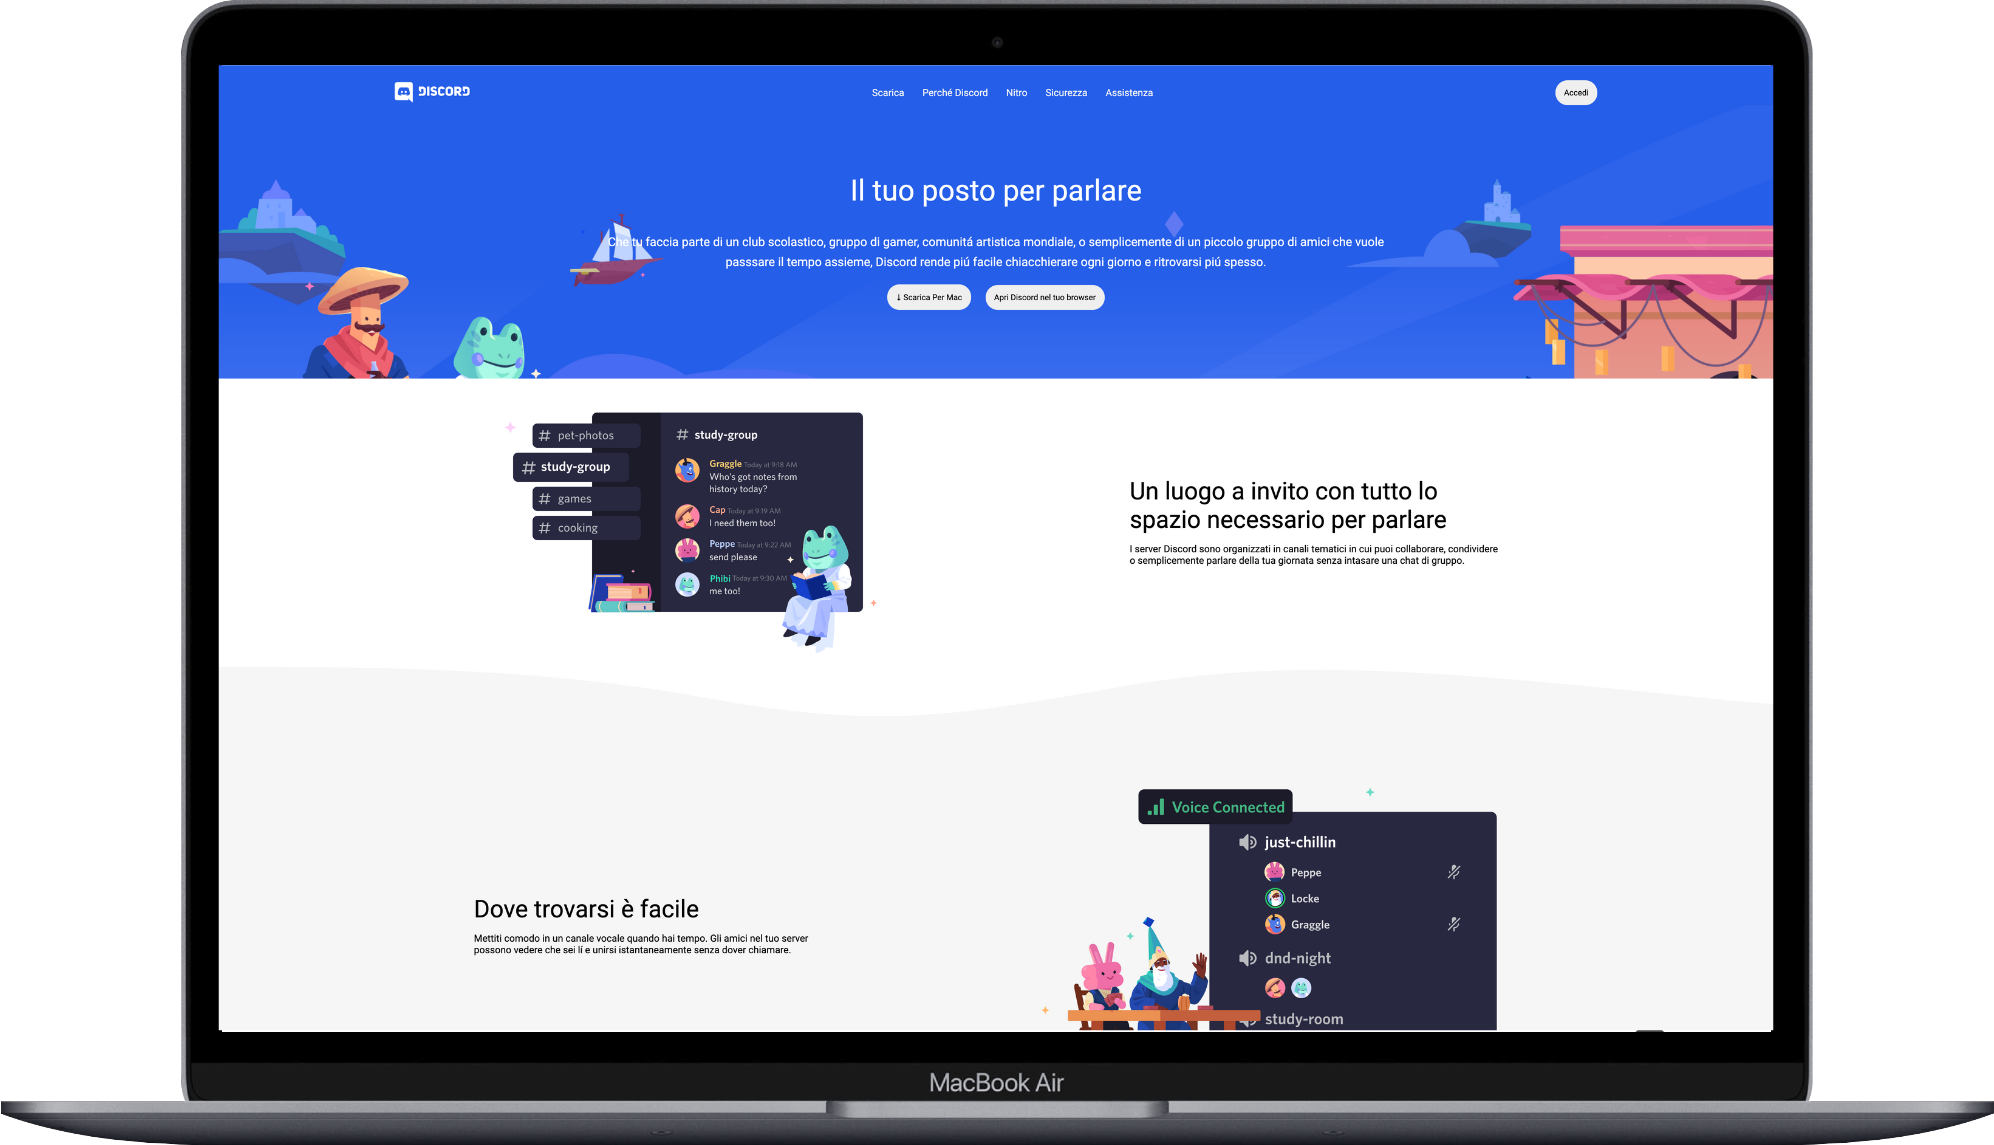 DISCORD
Scarica Perché Discord Nitro Sicurezza Assistenza
Accedi
Il tuo posto per parlare
Che tu faccia parte di un club scolastico, gruppo di gamer, comunitá artistica mondiale, o semplicemente di un piccolo gruppo di amici che vuole
passsare il tempo assieme, Discord rende piú facile chiacchierare ogni giorno e ritrovarsi piú spesso.
↓ Scarica Per Mac
Apri Discord nel tuo browser
# pet-photos
# study-group
# games
# cooking
# study-group
Graggle Today at 9:18 AM
Who's got notes from
history today?
Cap Today at 9:19 AM
I need them too!
Peppe Today at 9:22 AM
send please
Phibi Today at 9:30 AM
me too!
Un luogo a invito con tutto lo
spazio necessario per parlare
I server Discord sono organizzati in canali tematici in cui puoi collaborare, condividere
o semplicemente parlare della tua giornata senza intasare una chat di gruppo.
Dove trovarsi è facile
Mettiti comodo in un canale vocale quando hai tempo. Gli amici nel tuo server
possono vedere che sei lí e unirsi istantaneamente senza dover chiamare.
Voice Connected
just-chillin
Peppe
Locke
Graggle
dnd-night
study-room
MacBook Air